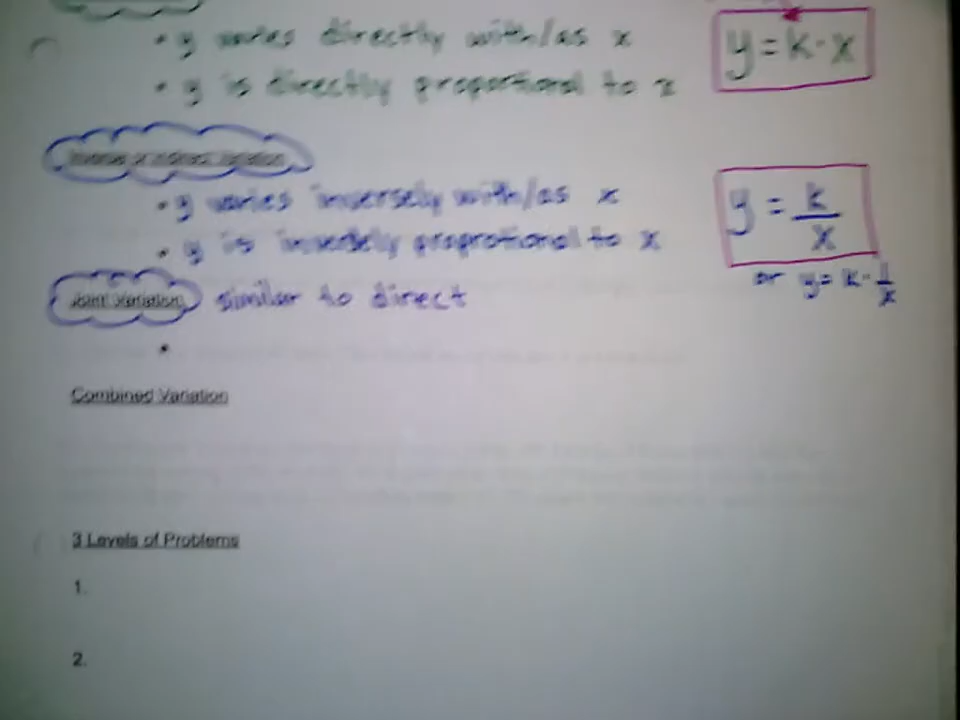 • y varies directly with/as x
y = k · x
• y is directly proportional to x
Inverse or Indirect Variation
• y varies inversely with/as x
y = k/x
• y is inversely proprotional to x
or y = k · 1/x
Joint Variation similar to direct
•
Combined Variation
3 Levels of Problems
1.
2.